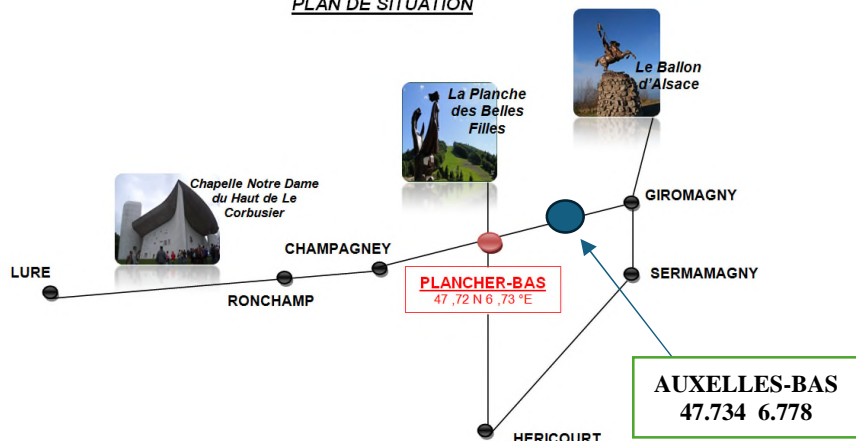 PLAN DE SITUATION
Le Ballon
d'Alsace
La Planche
des Belles
Filles
Chapelle Notre Dame
du Haut de Le
Corbusier
GIROMAGNY
CHAMPAGNEY
LURE
RONCHAMP
SERMAMAGNY
PLANCHER-BAS
47 ,72 N 6 ,73 °E
AUXELLES-BAS
47.734 6.778
HERICOURT